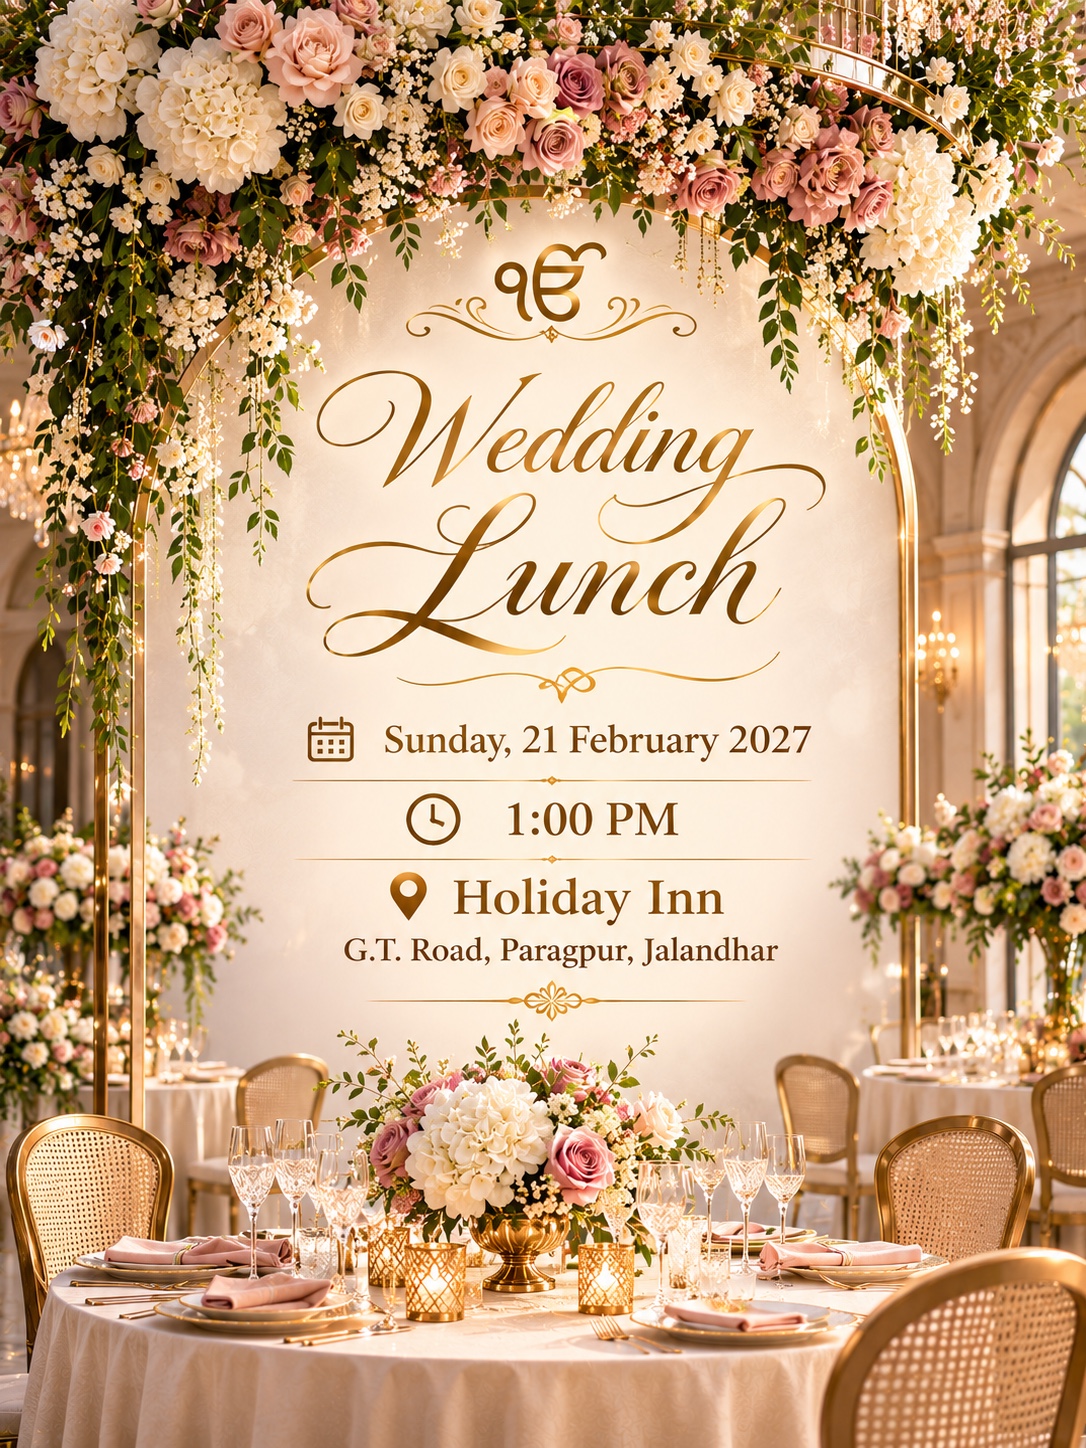 ੴ
Wedding
Lunch
Sunday, 21 February 2027
1:00 PM
Holiday Inn
G.T. Road, Paragpur, Jalandhar